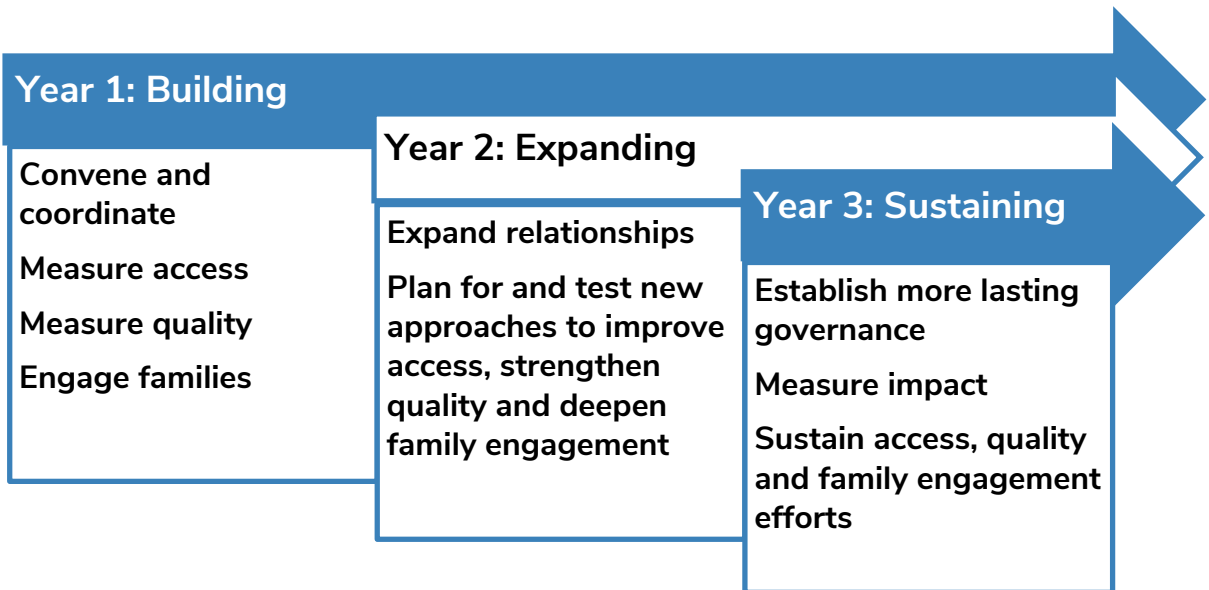 Year 1: Building
Convene and
coordinate
Measure access
Measure quality
Engage families
Year 2: Expanding
Expand relationships
Plan for and test new
approaches to improve
access, strengthen
quality and deepen
family engagement
Year 3: Sustaining
Establish more lasting
governance
Measure impact
Sustain access, quality
and family engagement
efforts